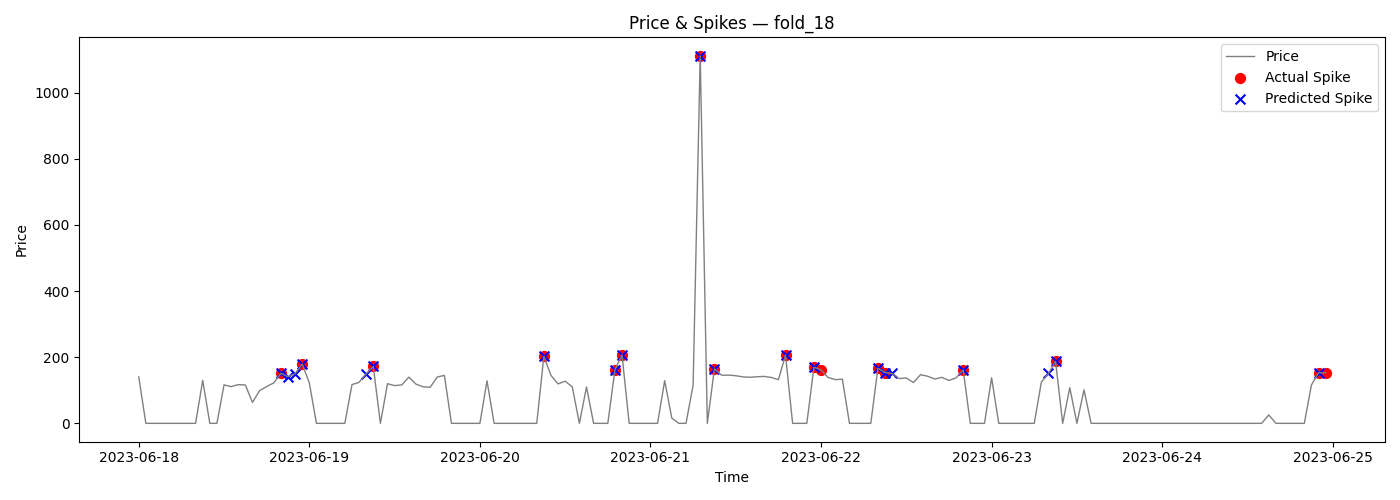 Price & Spikes — fold_18
Price
Actual Spike
Predicted Spike
1000
800
600
400
200
0
Price
2023-06-18
2023-06-19
2023-06-20
2023-06-21
2023-06-22
2023-06-23
2023-06-24
2023-06-25
Time